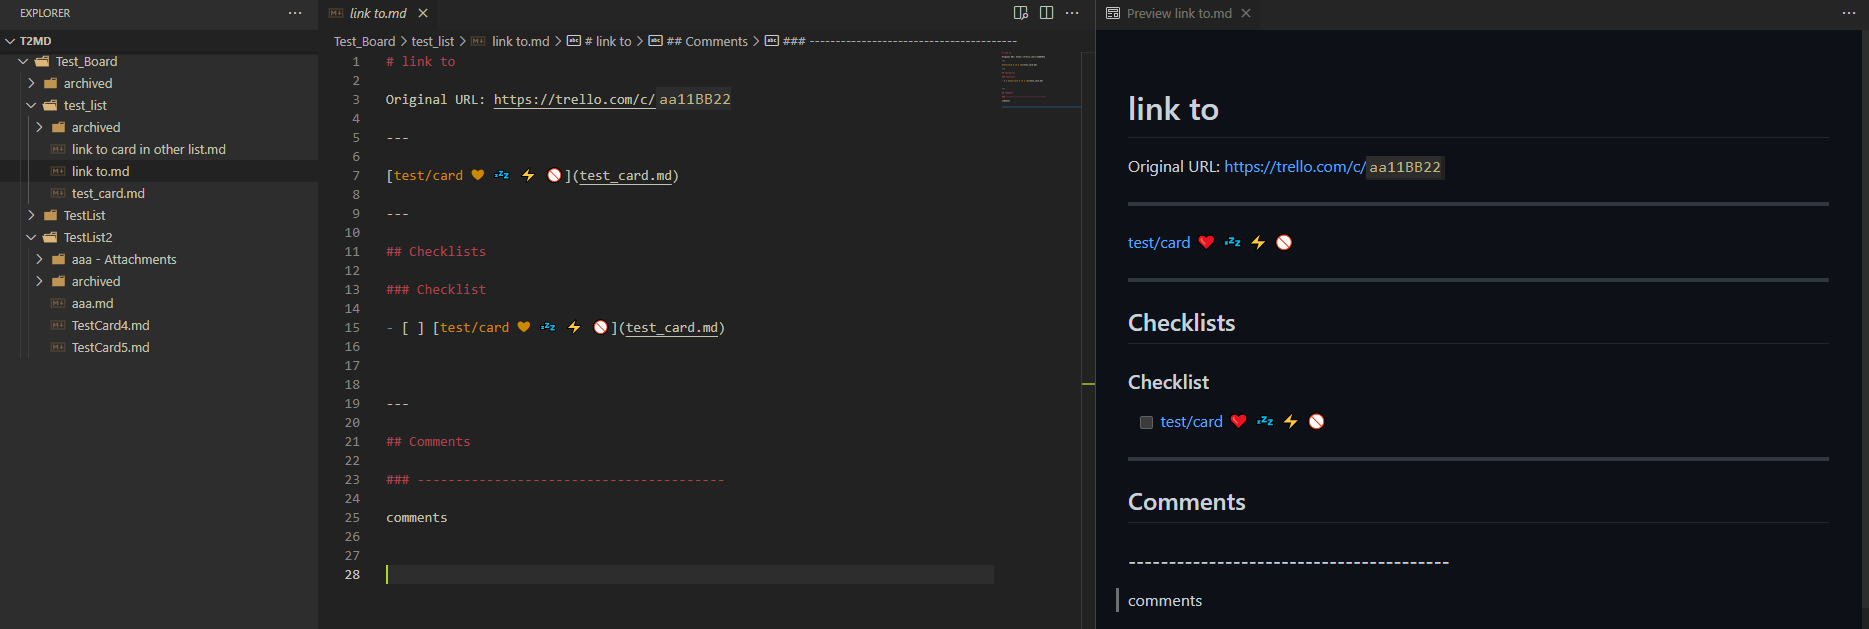 EXPLORER
T2MD
Test_Board
archived
test_list
archived
link to card in other list.md
link to.md
test_card.md
TestList
TestList2
aaa - Attachments
archived
aaa.md
TestCard4.md
TestCard5.md
link to.md
Test_Board > test_list > link to.md > # link to > ## Comments > ### ----------------------------------------
1 # link to
2
3 Original URL: https://trello.com/c/aa11BB22
4
5 ---
6
7 [test/card 🧡 💤 ⚡ 🚫](test_card.md)
8
9 ---
10
11 ## Checklists
12
13 ### Checklist
14
15 - [ ] [test/card 🧡 💤 ⚡ 🚫](test_card.md)
16
17
18
19 ---
20
21 ## Comments
22
23 ### ----------------------------------------
24
25 comments
26
27
28
Preview link to.md
link to
Original URL: https://trello.com/c/aa11BB22
test/card ❤ 💤 ⚡ 🚫
Checklists
Checklist
test/card ❤ 💤 ⚡ 🚫
Comments
----------------------------------------
comments